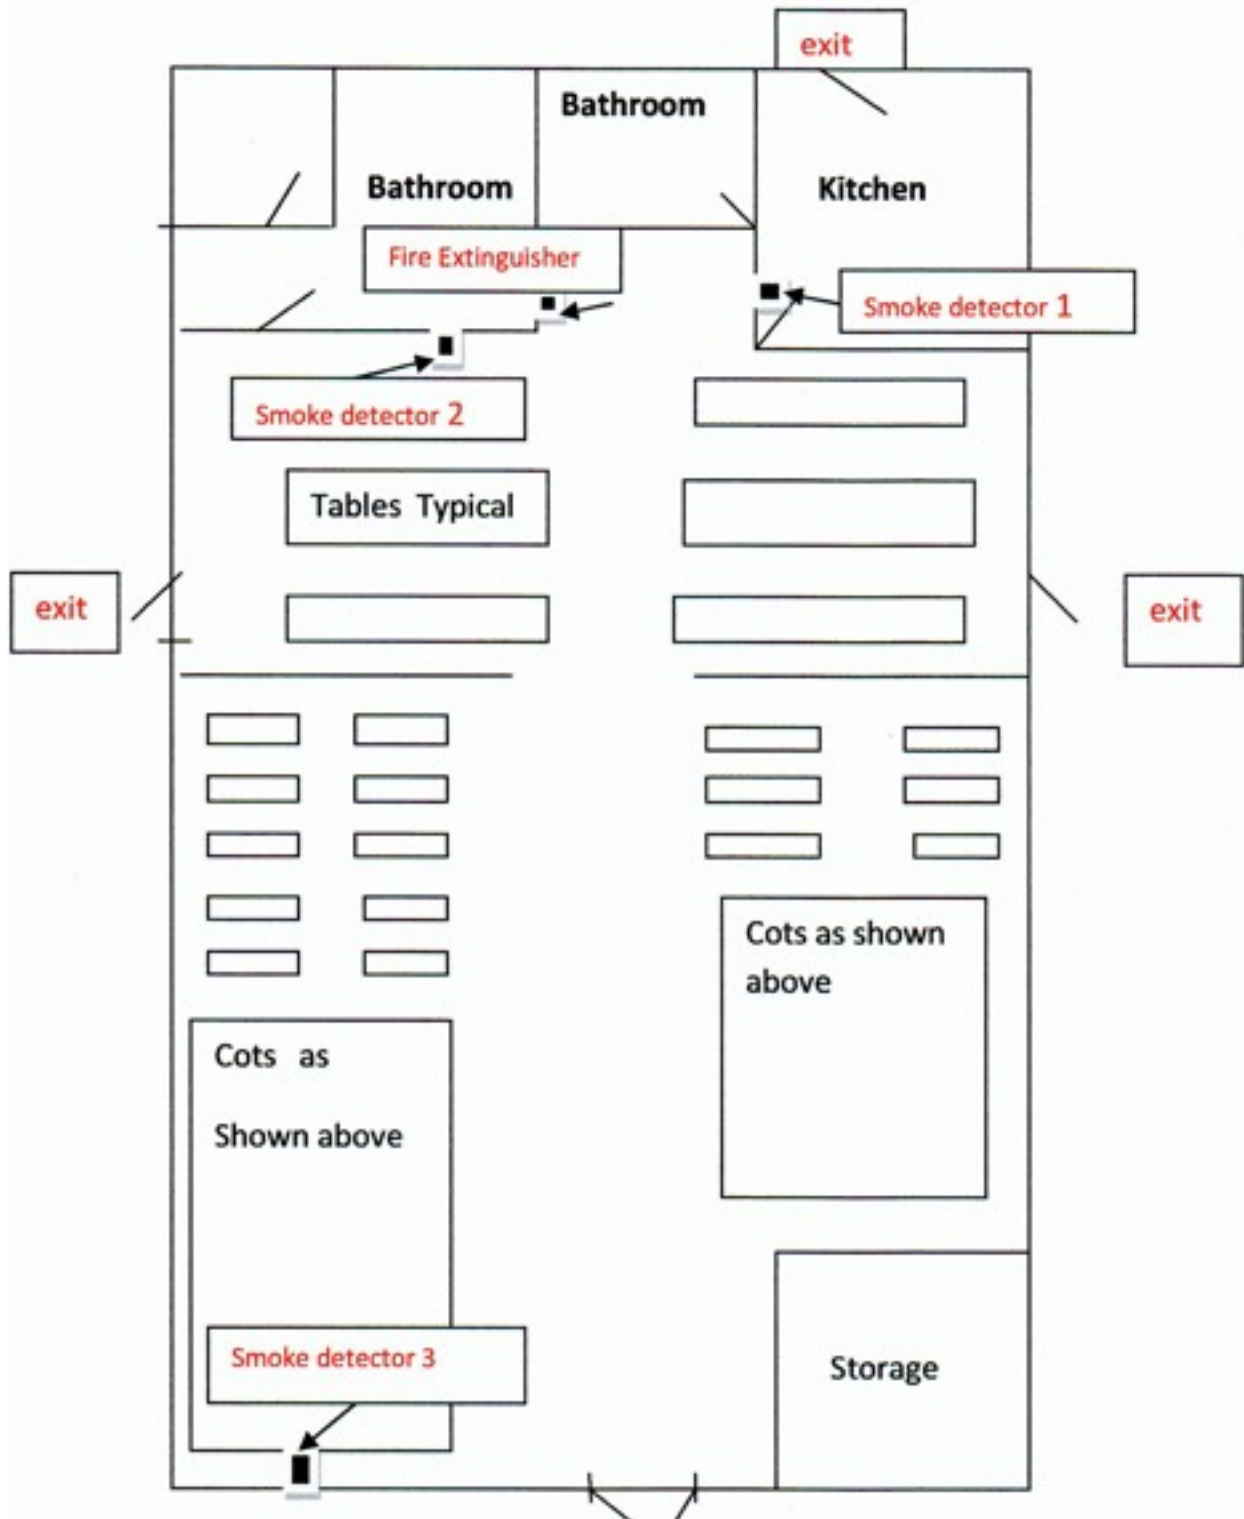 exit
Bathroom
Bathroom
Kitchen
Fire Extinguisher
Smoke detector 1
Smoke detector 2
Tables Typical
exit
exit
Cots as shown
above
Cots as
Shown above
Smoke detector 3
Storage